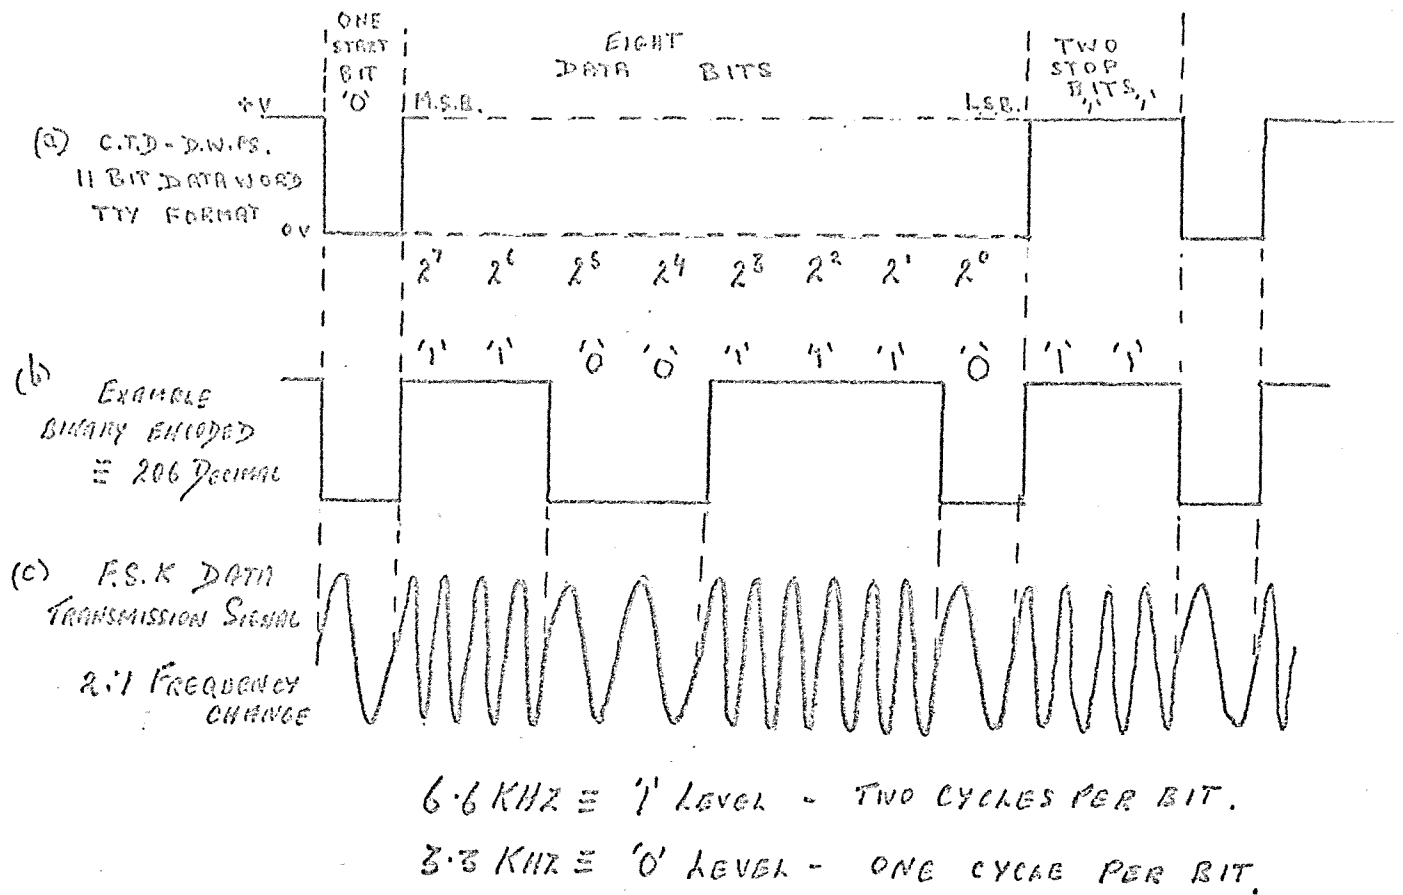 ONE
START
BIT
'0'
EIGHT
DATA BITS
TWO
STOP
BITS
'1' '1'
+V
M.S.B.
L.S.B.
(a) C.T.D - D.W.PS.
11 BIT DATA WORD
TTY FORMAT
0V
2⁷ 2⁶ 2⁵ 2⁴ 2³ 2² 2¹ 2⁰
'1' '1' '0' '0' '1' '1' '1' '0' '1' '1'
(b) EXAMPLE
BINARY ENCODED
≡ 206 DECIMAL
(c) F.S.K DATA
TRANSMISSION SIGNAL
2:1 FREQUENCY
CHANGE
6.6 KHZ ≡ '1' LEVEL - TWO CYCLES PER BIT.
3.3 KHZ ≡ '0' LEVEL - ONE CYCLE PER BIT.